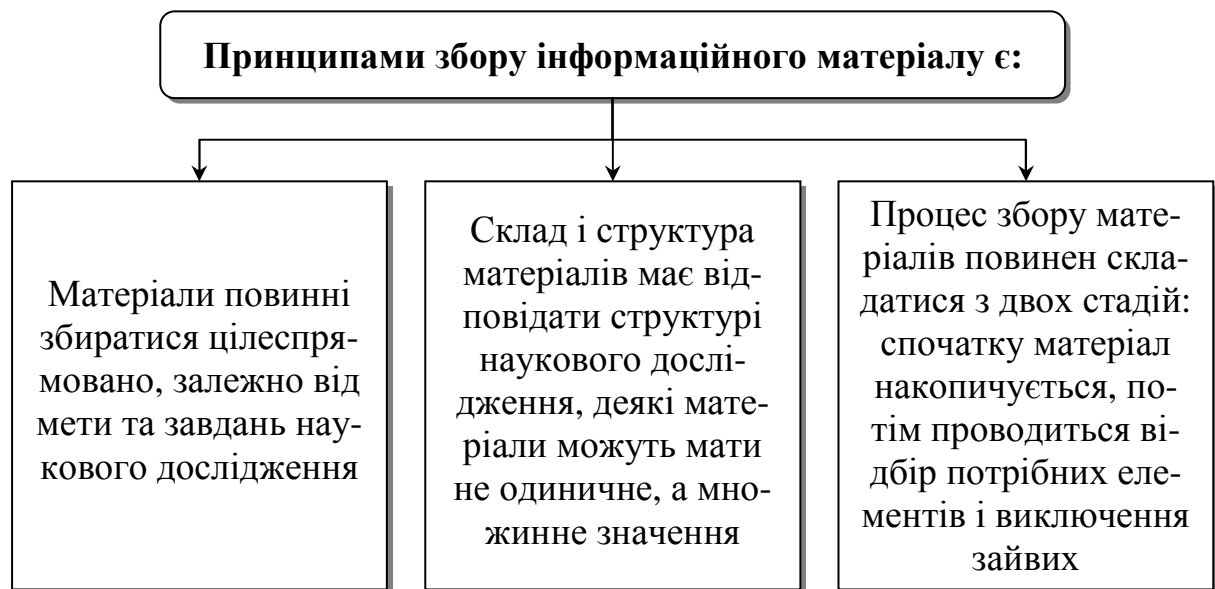 Принципами збору інформаційного матеріалу є:
Матеріали повинні
збиратися цілеспря-
мовано, залежно від
мети та завдань нау-
кового дослідження
Склад і структура
матеріалів має від-
повідати структурі
наукового дослі-
дження, деякі мате-
ріали можуть мати
не одиничне, а мно-
жинне значення
Процес збору мате-
ріалів повинен скла-
датися з двох стадій:
спочатку матеріал
накопичується, по-
тім проводиться ві-
дбір потрібних еле-
ментів і виключення
зайвих